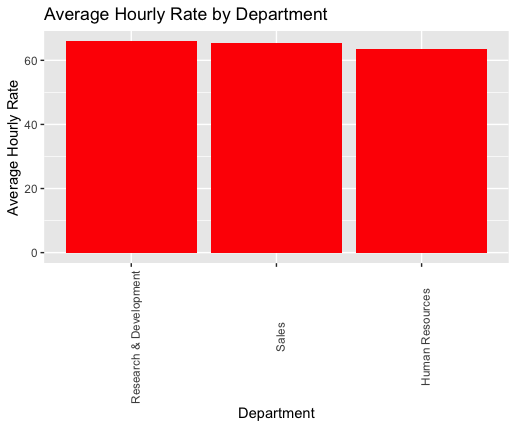 Average Hourly Rate by Department
Average Hourly Rate
60
40
20
0
Research & Development
Sales
Human Resources
Department